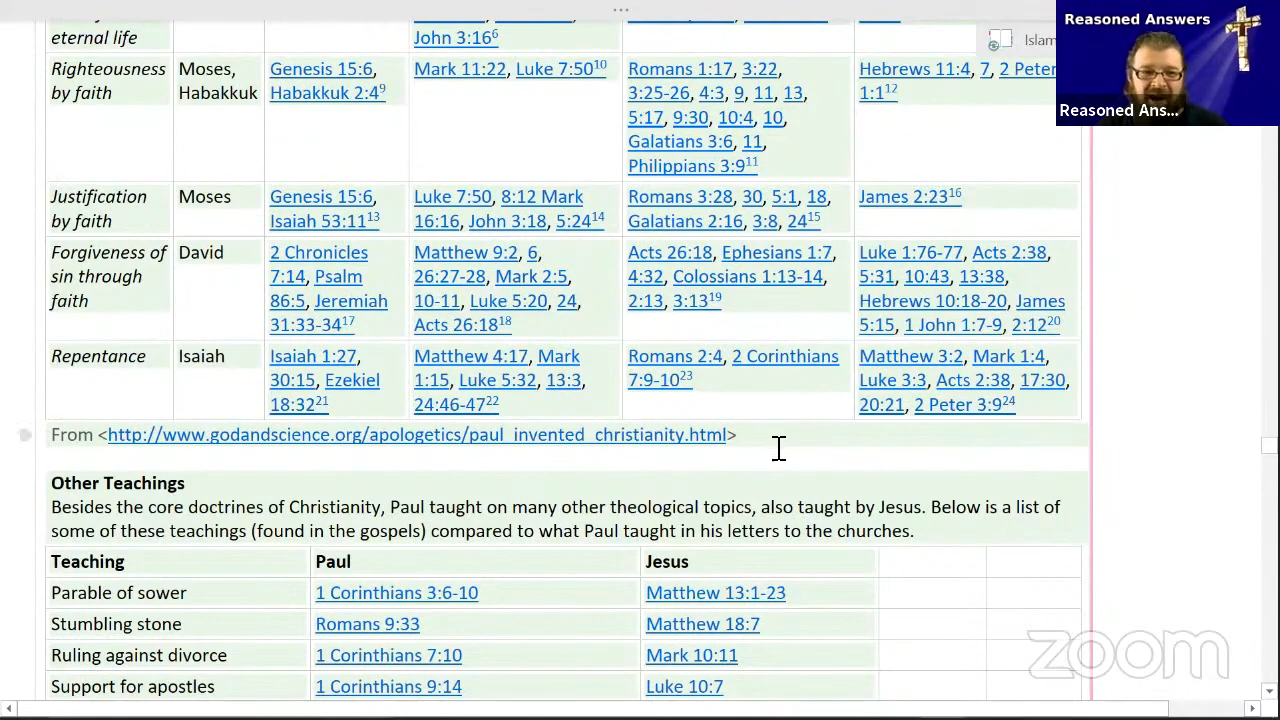 eternal life
John 3:16⁶
Islam
Reasoned Answers
Reasoned Ans...
Righteousness by faith
Moses, Habakkuk
Genesis 15:6, Habakkuk 2:4⁹
Mark 11:22, Luke 7:50¹⁰
Romans 1:17, 3:22,
3:25-26, 4:3, 9, 11, 13,
5:17, 9:30, 10:4, 10,
Galatians 3:6, 11,
Philippians 3:9¹¹
Hebrews 11:4, 7, 2 Peter
1:1¹²
Justification
by faith
Moses
Genesis 15:6,
Isaiah 53:11¹³
Luke 7:50, 8:12 Mark
16:16, John 3:18, 5:24¹⁴
Romans 3:28, 30, 5:1, 18,
Galatians 2:16, 3:8, 24¹⁵
James 2:23¹⁶
Forgiveness of
sin through
faith
David
2 Chronicles
7:14, Psalm
86:5, Jeremiah
31:33-34¹⁷
Matthew 9:2, 6,
26:27-28, Mark 2:5,
10-11, Luke 5:20, 24,
Acts 26:18¹⁸
Acts 26:18, Ephesians 1:7,
4:32, Colossians 1:13-14,
2:13, 3:13¹⁹
Luke 1:76-77, Acts 2:38,
5:31, 10:43, 13:38,
Hebrews 10:18-20, James
5:15, 1 John 1:7-9, 2:12²⁰
Repentance
Isaiah
Isaiah 1:27,
30:15, Ezekiel
18:32²¹
Matthew 4:17, Mark
1:15, Luke 5:32, 13:3,
24:46-47²²
Romans 2:4, 2 Corinthians
7:9-10²³
Matthew 3:2, Mark 1:4,
Luke 3:3, Acts 2:38, 17:30,
20:21, 2 Peter 3:9²⁴
From <http://www.godandscience.org/apologetics/paul_invented_christianity.html>
Other Teachings
Besides the core doctrines of Christianity, Paul taught on many other theological topics, also taught by Jesus. Below is a list of
some of these teachings (found in the gospels) compared to what Paul taught in his letters to the churches.
Teaching Paul Jesus
Parable of sower 1 Corinthians 3:6-10 Matthew 13:1-23
Stumbling stone Romans 9:33 Matthew 18:7
Ruling against divorce 1 Corinthians 7:10 Mark 10:11
Support for apostles 1 Corinthians 9:14 Luke 10:7
zoom